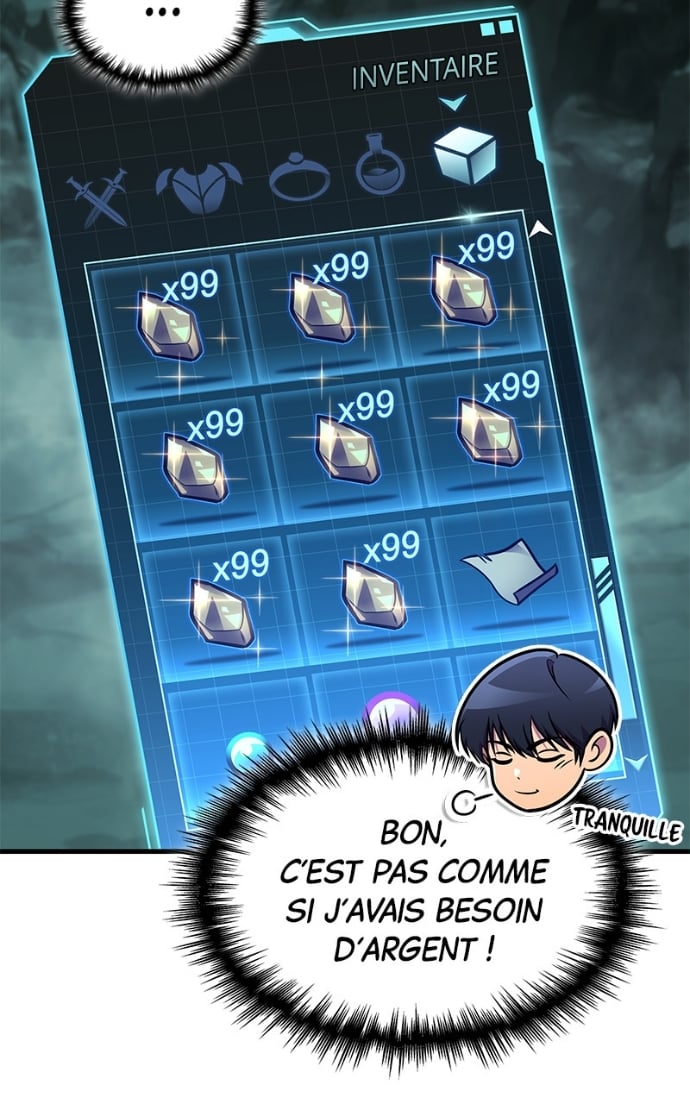 ...
INVENTAIRE
x99 x99 x99
x99 x99 x99
x99 x99
TRANQUILLE
BON,
C'EST PAS COMME
SI J'AVAIS BESOIN
D'ARGENT !